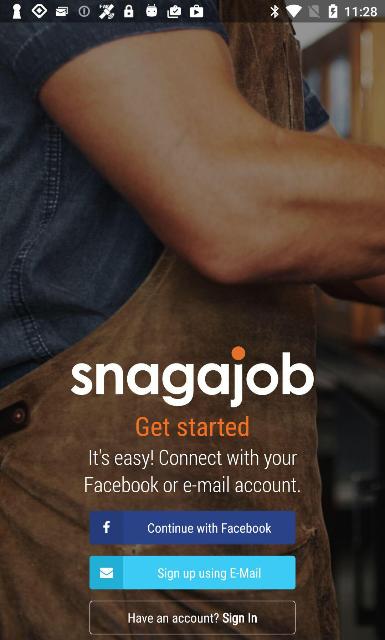 11:28
snagajob
Get started
It's easy! Connect with your
Facebook or e-mail account.
f Continue with Facebook
Sign up using E-Mail
Have an account? Sign In